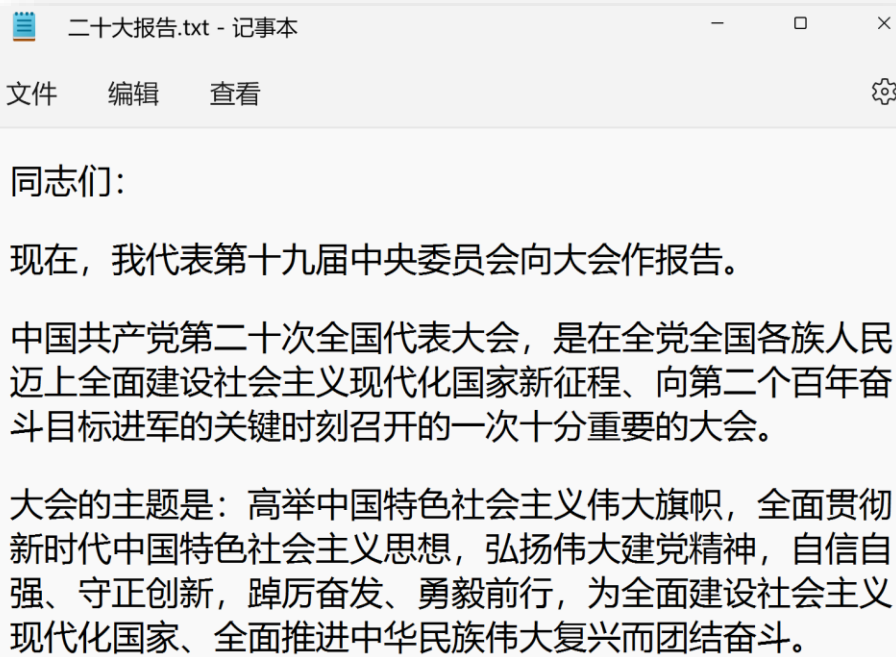 二十大报告.txt - 记事本
文件 编辑 查看
同志们：
现在，我代表第十九届中央委员会向大会作报告。
中国共产党第二十次全国代表大会，是在全党全国各族人民
迈上全面建设社会主义现代化国家新征程、向第二个百年奋
斗目标进军的关键时刻召开的一次十分重要的大会。
大会的主题是：高举中国特色社会主义伟大旗帜，全面贯彻
新时代中国特色社会主义思想，弘扬伟大建党精神，自信自
强、守正创新，踔厉奋发、勇毅前行，为全面建设社会主义
现代化国家、全面推进中华民族伟大复兴而团结奋斗。